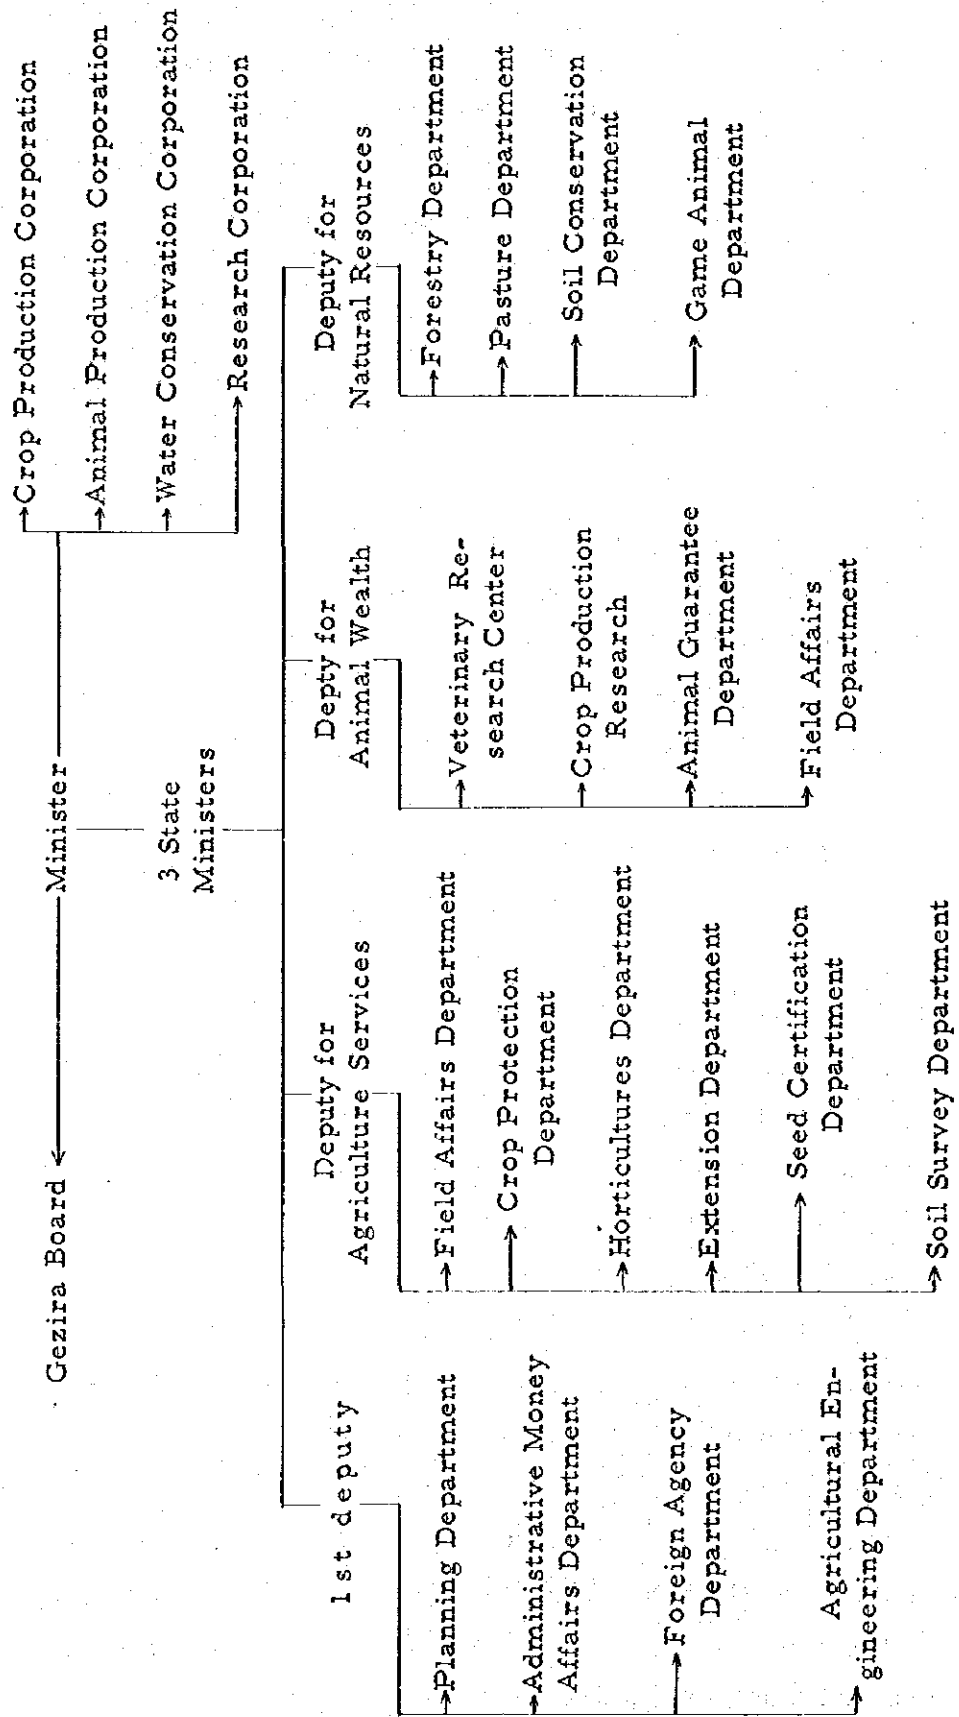 Crop Production Corporation
Animal Production Corporation
Water Conservation Corporation
Research Corporation
Gezira Board
Minister
3 State
Ministers
1st deputy
Planning Department
Administrative Money
Affairs Department
Foreign Agency
Department
Agricultural En-
gineering Department
Deputy for
Agriculture Services
Field Affairs Department
Crop Protection
Department
Horticultures Department
Extension Department
Seed Certification
Department
Soil Survey Department
Depty for
Animal Wealth
Veterinary Re-
search Center
Crop Production
Research
Animal Guarantee
Department
Field Affairs
Department
Deputy for
Natural Resources
Forestry Department
Pasture Department
Soil Conservation
Department
Game Animal
Department